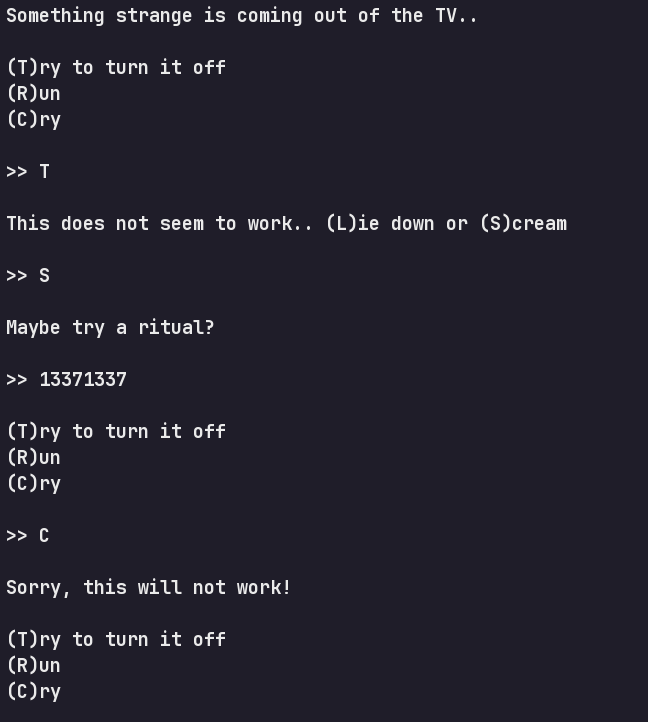 Something strange is coming out of the TV..
(T)ry to turn it off
(R)un
(C)ry
>> T
This does not seem to work.. (L)ie down or (S)cream
>> S
Maybe try a ritual?
>> 13371337
(T)ry to turn it off
(R)un
(C)ry
>> C
Sorry, this will not work!
(T)ry to turn it off
(R)un
(C)ry